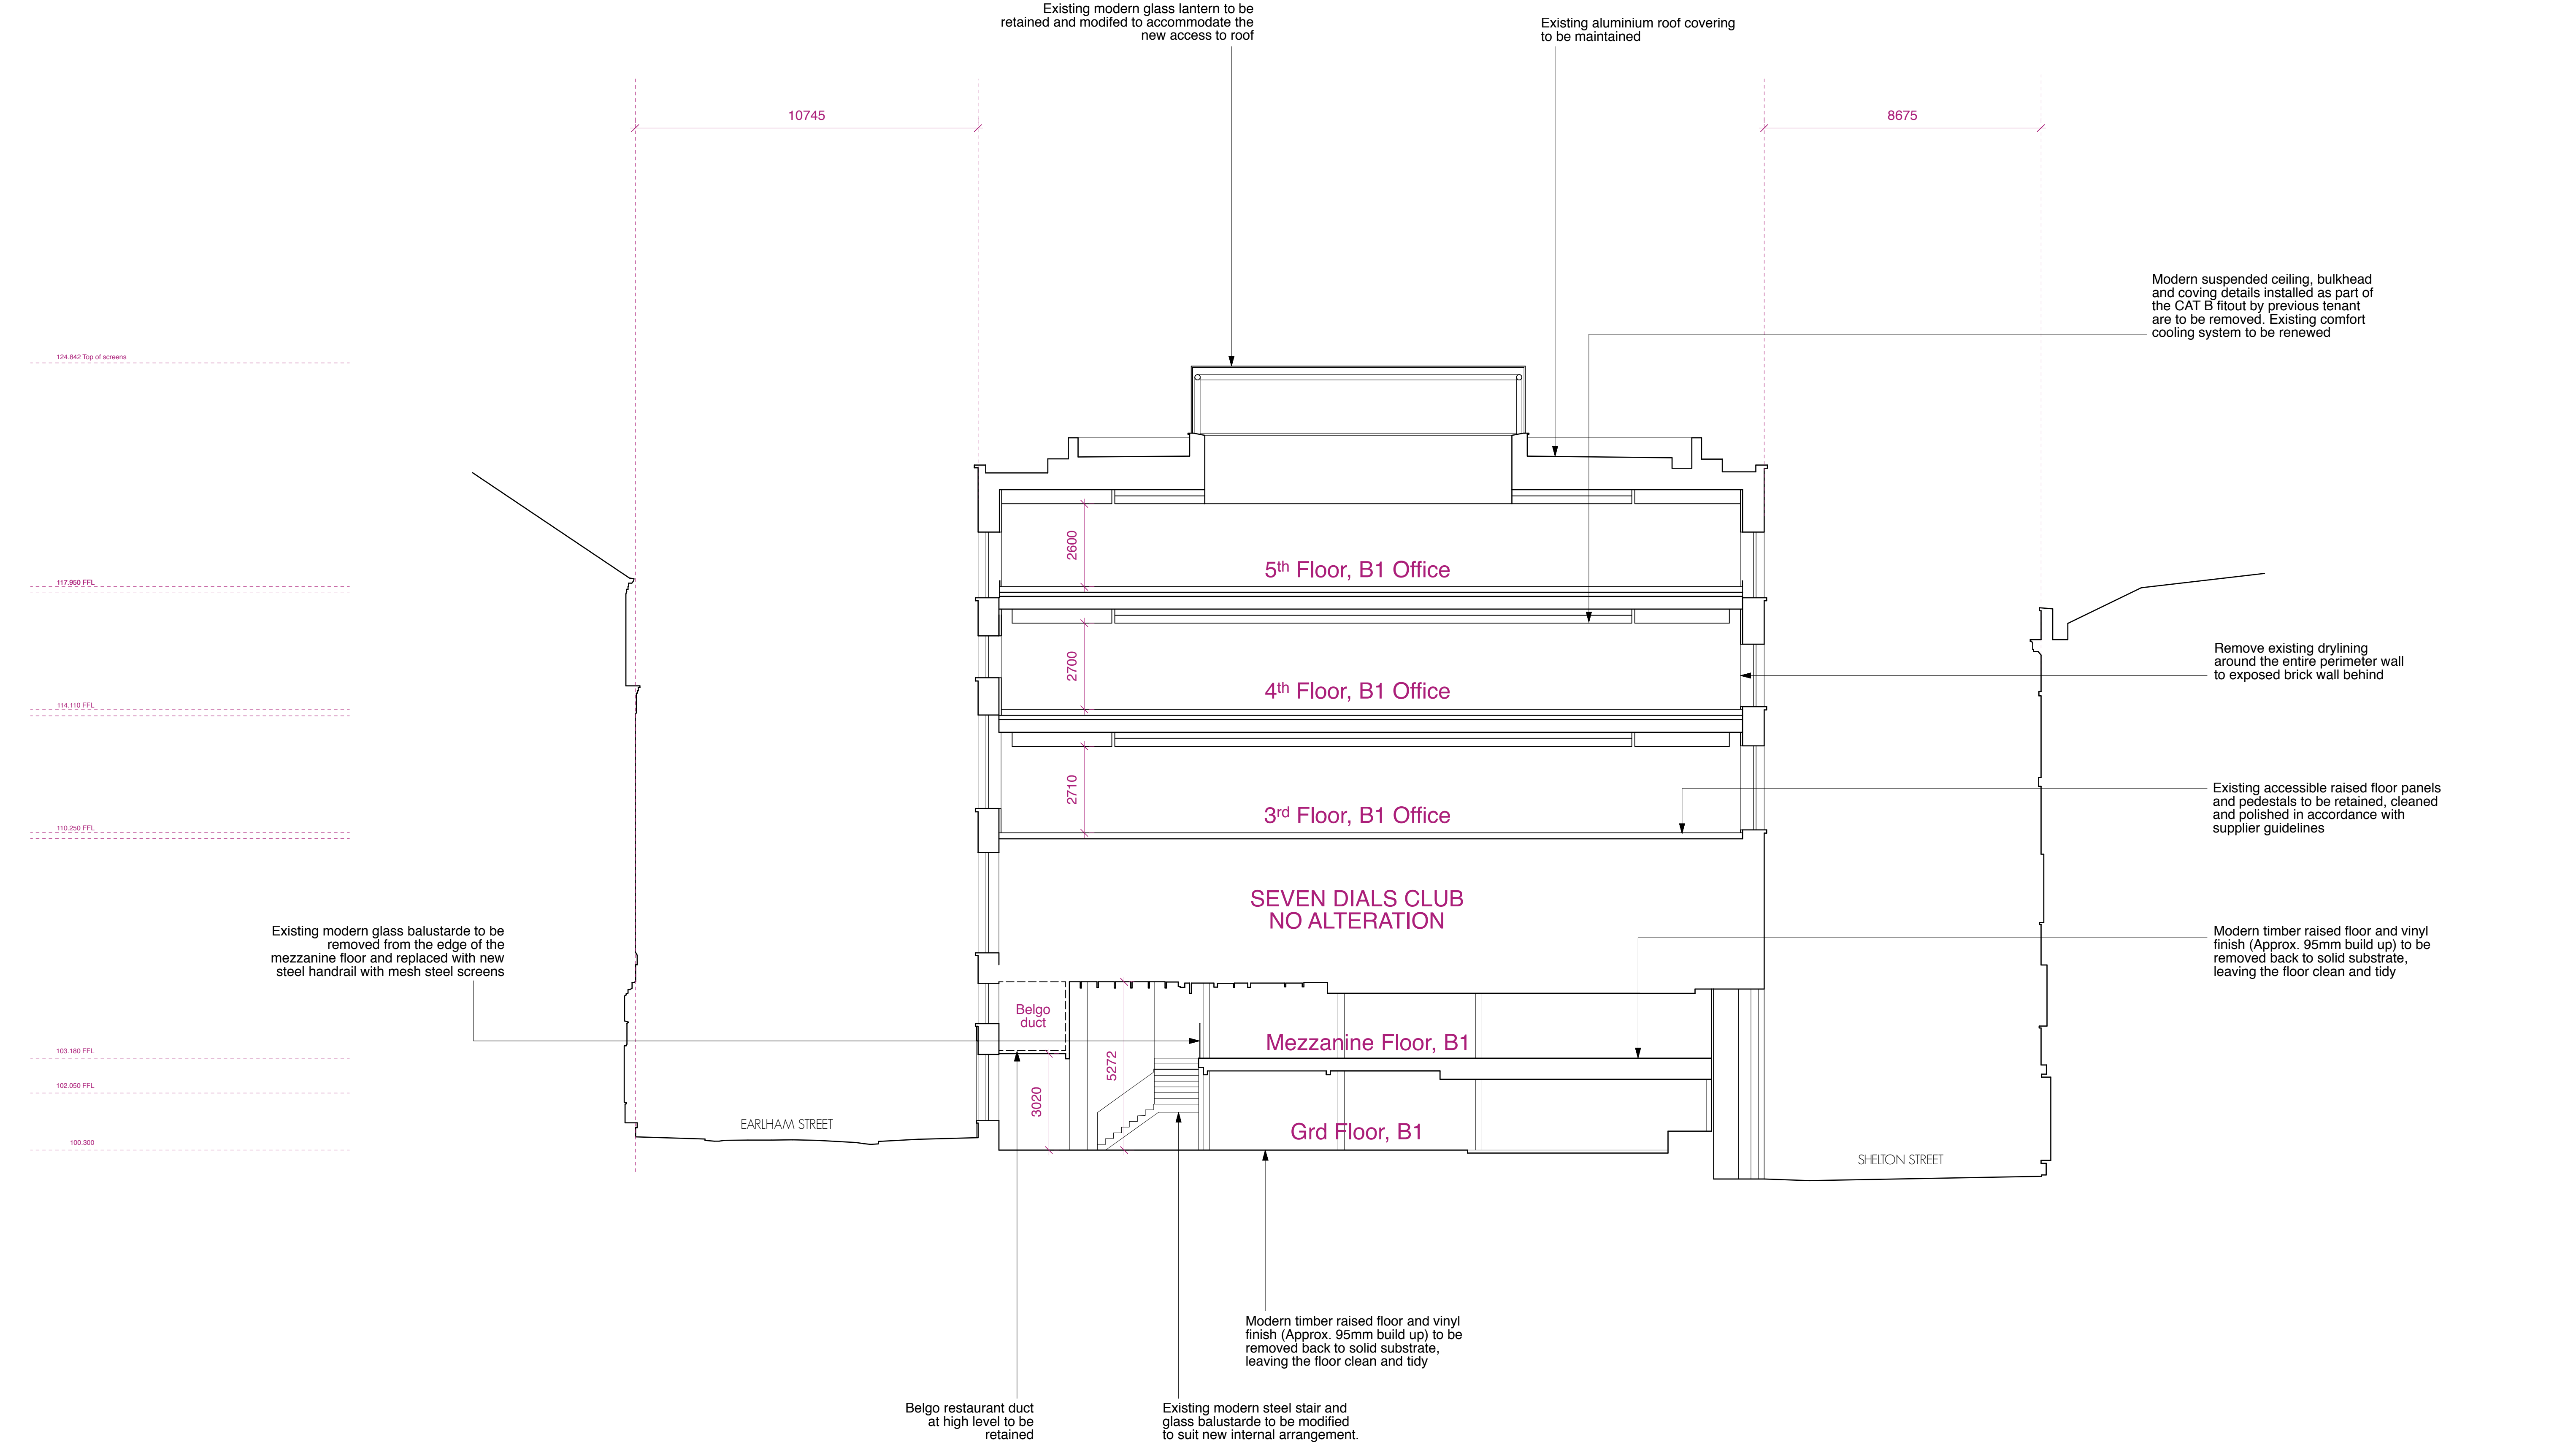 Existing modern glass lantern to be
retained and modifed to accommodate the
new access to roof
Existing aluminium roof covering
to be maintained
10745
8675
Modern suspended ceiling, bulkhead
and coving details installed as part of
the CAT B fitout by previous tenant
are to be removed. Existing comfort
cooling system to be renewed
124.842 Top of screens
2600
5th Floor, B1 Office
117.950 FFL
2700
4th Floor, B1 Office
Remove existing drylining
around the entire perimeter wall
to exposed brick wall behind
114.110 FFL
2710
3rd Floor, B1 Office
Existing accessible raised floor panels
and pedestals to be retained, cleaned
and polished in accordance with
supplier guidelines
110.250 FFL
SEVEN DIALS CLUB
NO ALTERATION
Existing modern glass balustarde to be
removed from the edge of the
mezzanine floor and replaced with new
steel handrail with mesh steel screens
Modern timber raised floor and vinyl
finish (Approx. 95mm build up) to be
removed back to solid substrate,
leaving the floor clean and tidy
Belgo
duct
Mezzanine Floor, B1
103.180 FFL
5272
102.050 FFL
3020
EARLHAM STREET
Grd Floor, B1
100.300
SHELTON STREET
Modern timber raised floor and vinyl
finish (Approx. 95mm build up) to be
removed back to solid substrate,
leaving the floor clean and tidy
Belgo restaurant duct
at high level to be
retained
Existing modern steel stair and
glass balustarde to be modified
to suit new internal arrangement.